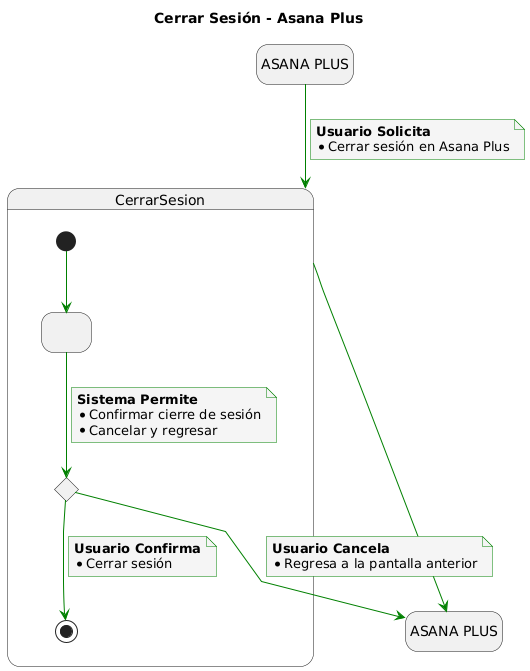 Cerrar Sesión - Asana Plus
ASANA PLUS
Usuario Solicita
• Cerrar sesión en Asana Plus
CerrarSesion
Sistema Permite
• Confirmar cierre de sesión
• Cancelar y regresar
Usuario Confirma
• Cerrar sesión
Usuario Cancela
• Regresa a la pantalla anterior
ASANA PLUS